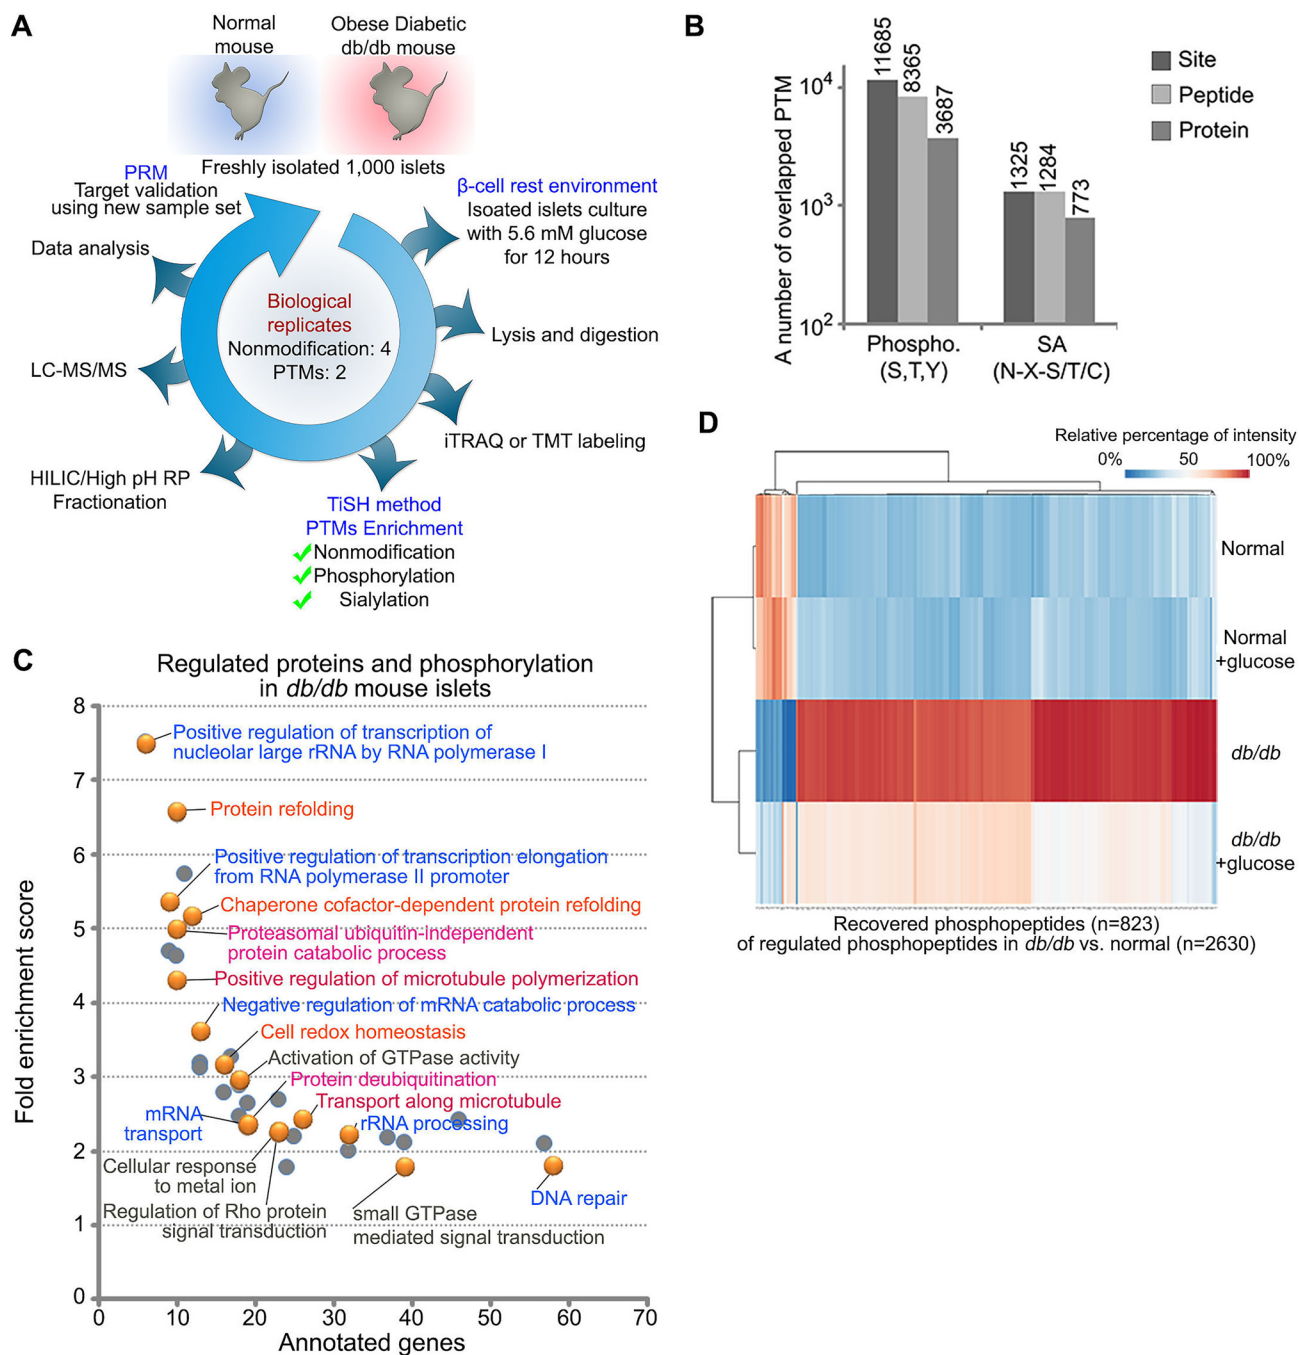 A
Normal
mouse
Obese Diabetic
db/db mouse
Freshly isolated 1,000 islets
PRM
Target validation
using new sample set
β-cell rest environment
Isoated islets culture
with 5.6 mM glucose
for 12 hours
Data analysis
Biological
replicates
Nonmodification: 4
PTMs: 2
Lysis and digestion
LC-MS/MS
iTRAQ or TMT labeling
HILIC/High pH RP
Fractionation
TiSH method
PTMs Enrichment
Nonmodification
Phosphorylation
Sialylation
B
A number of overlapped PTM
10⁴
10³
10²
11685
8365
3687
1325
1284
773
Site
Peptide
Protein
Phospho.
(S,T,Y)
SA
(N-X-S/T/C)
C
Regulated proteins and phosphorylation
in db/db mouse islets
Fold enrichment score
8
7
6
5
4
3
2
1
0
Positive regulation of transcription of
nucleolar large rRNA by RNA polymerase I
Protein refolding
Positive regulation of transcription elongation
from RNA polymerase II promoter
Chaperone cofactor-dependent protein refolding
Proteasomal ubiquitin-independent
protein catabolic process
Positive regulation of microtubule polymerization
Negative regulation of mRNA catabolic process
Cell redox homeostasis
Activation of GTPase activity
Protein deubiquitination
Transport along microtubule
mRNA
transport
rRNA processing
Cellular response
to metal ion
Regulation of Rho protein
signal transduction
small GTPase
mediated signal transduction
DNA repair
0
10
20
30
40
50
60
70
Annotated genes
D
Relative percentage of intensity
0%
50
100%
Normal
Normal
+glucose
db/db
db/db
+glucose
Recovered phosphopeptides (n=823)
of regulated phosphopeptides in db/db vs. normal (n=2630)